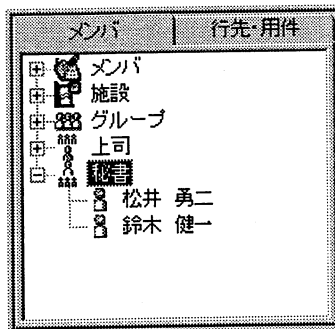 メンバ 行先・用件
メンバ
施設
グループ
上司
秘書
松井 勇二
鈴木 健一